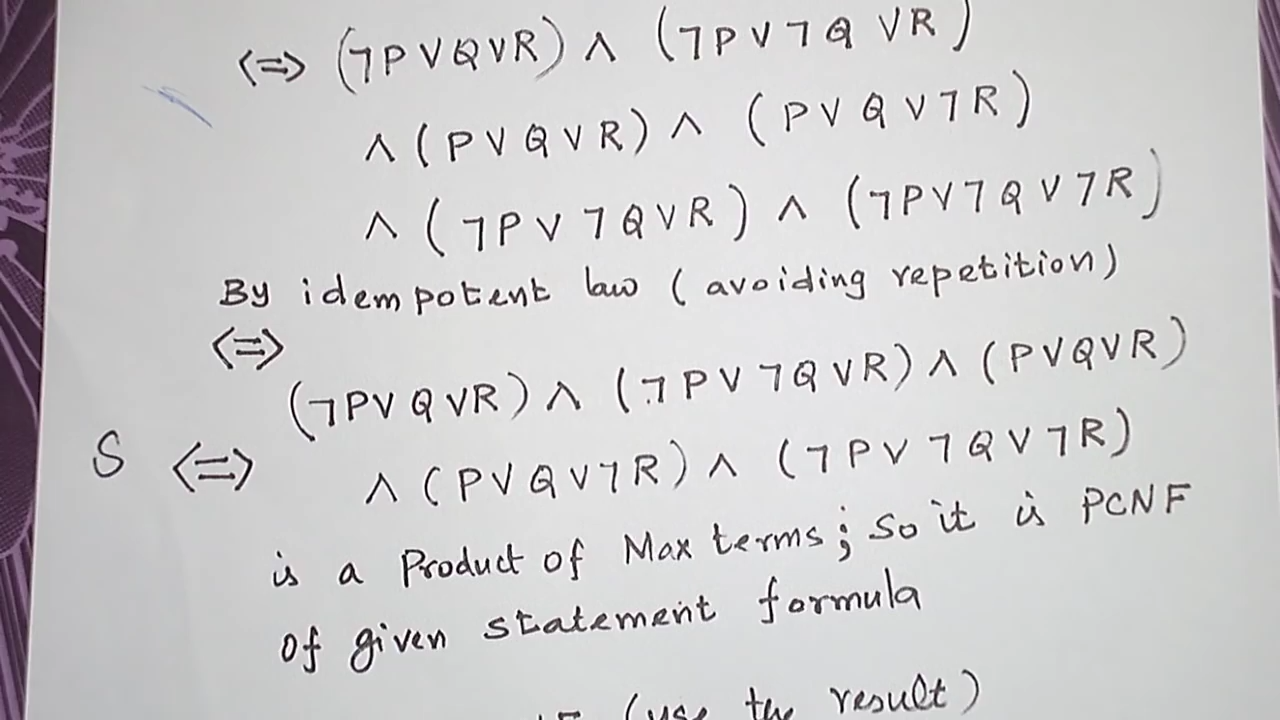 <=> (¬P∨Q∨R) ∧ (¬P∨¬Q∨R)
∧ (P∨Q∨R) ∧ (P∨Q∨¬R)
∧ (¬P∨¬Q∨R) ∧ (¬P∨¬Q∨¬R)
By idempotent law (avoiding repetition)
<=>
(¬P∨Q∨R) ∧ (¬P∨¬Q∨R) ∧ (P∨Q∨R)
S <=> ∧ (P∨Q∨¬R) ∧ (¬P∨¬Q∨¬R)
is a Product of Max terms; so it is PCNF
of given statement formula
(use the result)